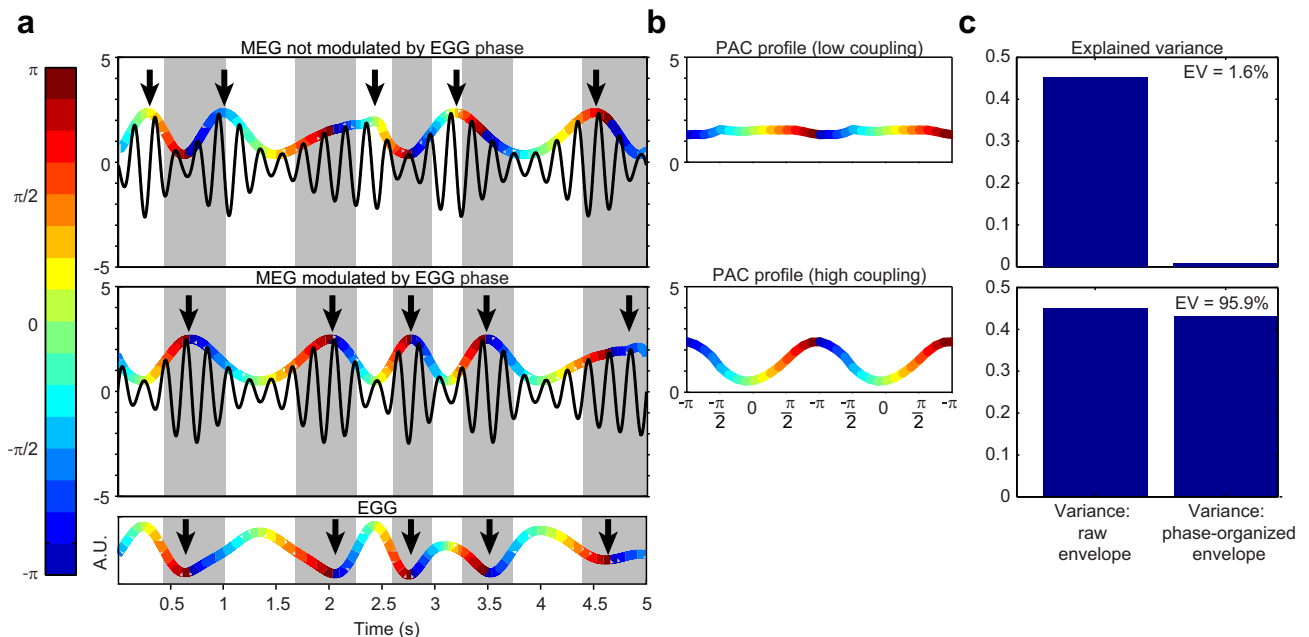 a
b
c
MEG not modulated by EGG phase
PAC profile (low coupling)
Explained variance
π
π/2
0
-π/2
-π
5
0
-5
5
0
0.5
0.4
0.3
0.2
0.1
0
EV = 1.6%
MEG modulated by EGG phase
PAC profile (high coupling)
5
0
-5
5
0
-π -π/2 0 π/2 -π -π/2 0 π/2 -π
0.5
0.4
0.3
0.2
0.1
0
EV = 95.9%
Variance:
raw
envelope
Variance:
phase-organized
envelope
EGG
A.U.
0.5 1 1.5 2 2.5 3 3.5 4 4.5 5
Time (s)